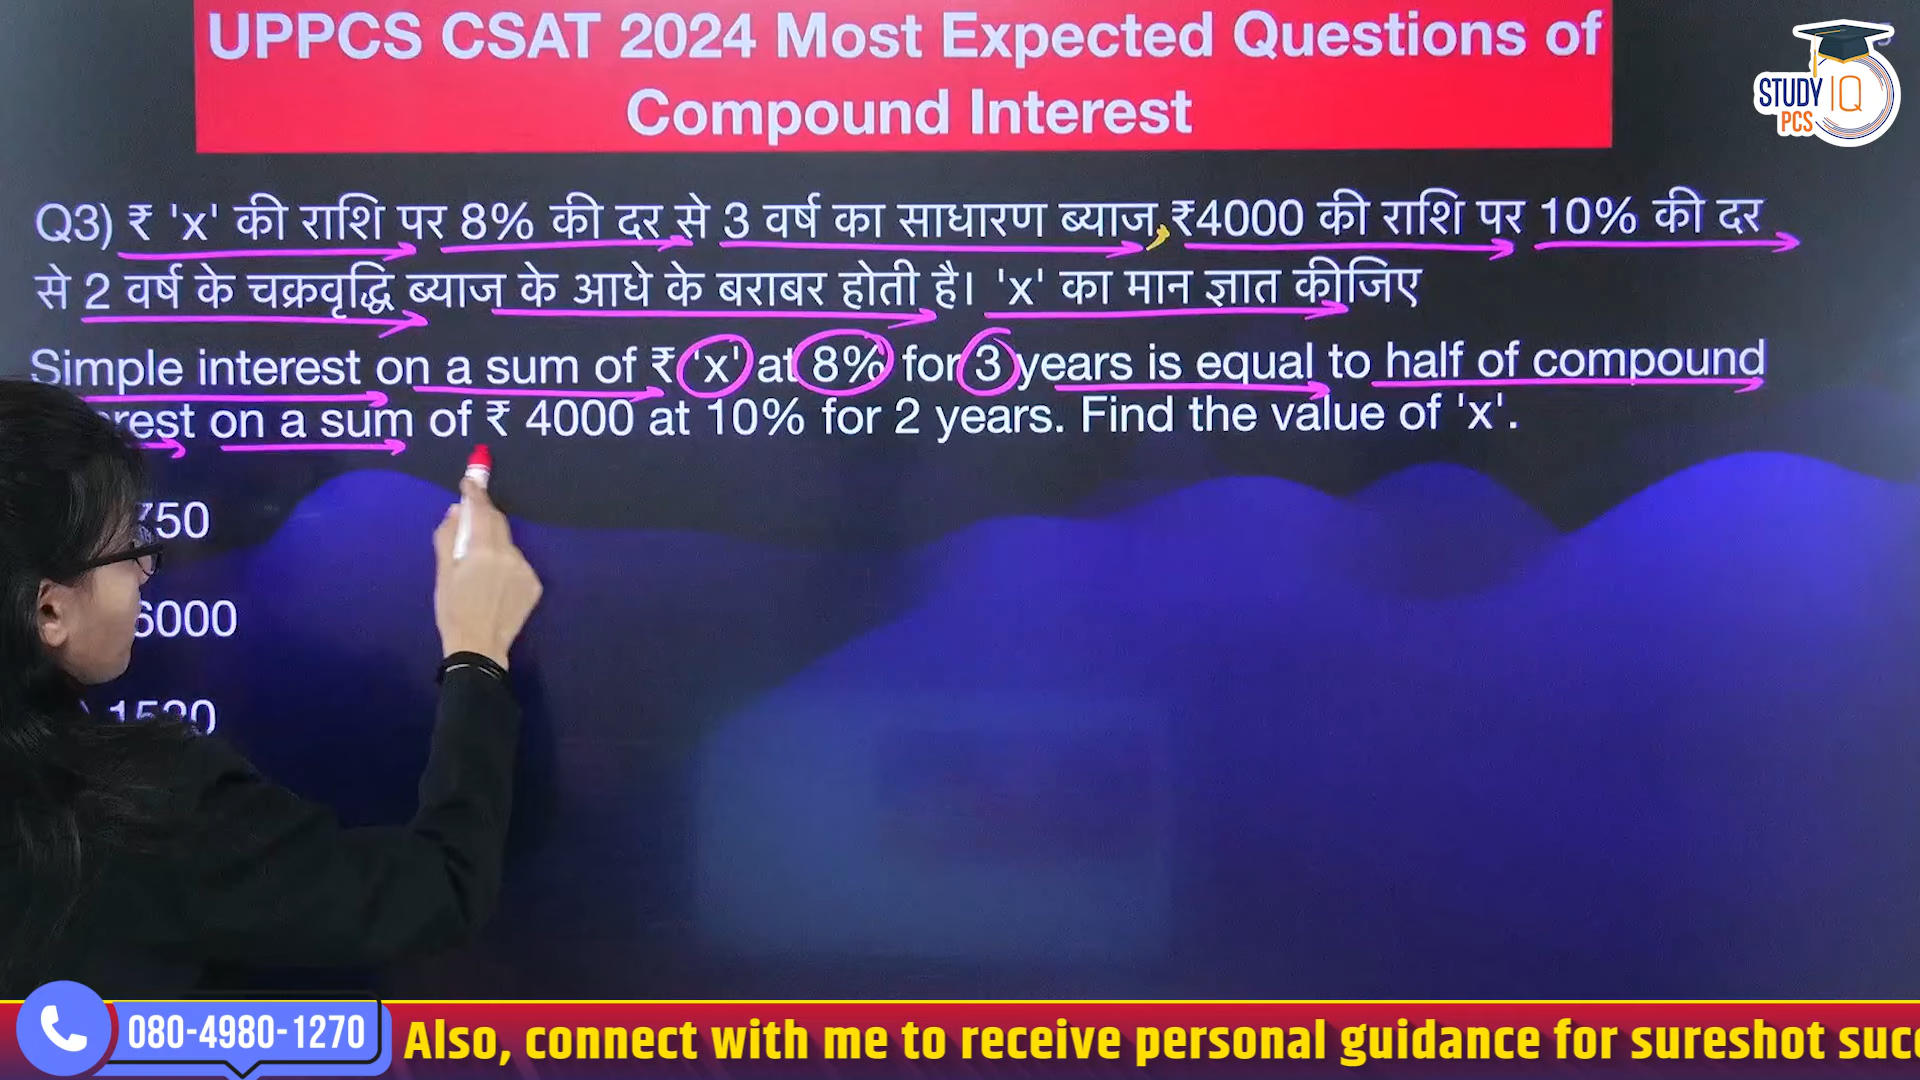 UPPCS CSAT 2024 Most Expected Questions of
Compound Interest
STUDY IQ
PCS
Q3) ₹ 'x' की राशि पर 8% की दर से 3 वर्ष का साधारण ब्याज, ₹4000 की राशि पर 10% की दर
से 2 वर्ष के चक्रवृद्धि ब्याज के आधे के बराबर होती है। 'x' का मान ज्ञात कीजिए
Simple interest on a sum of ₹ 'x' at 8% for 3 years is equal to half of compound
on a sum of ₹ 4000 at 10% for 2 years. Find the value of 'x'.
6000
080-4980-1270
Also, connect with me to receive personal guidance for sureshot